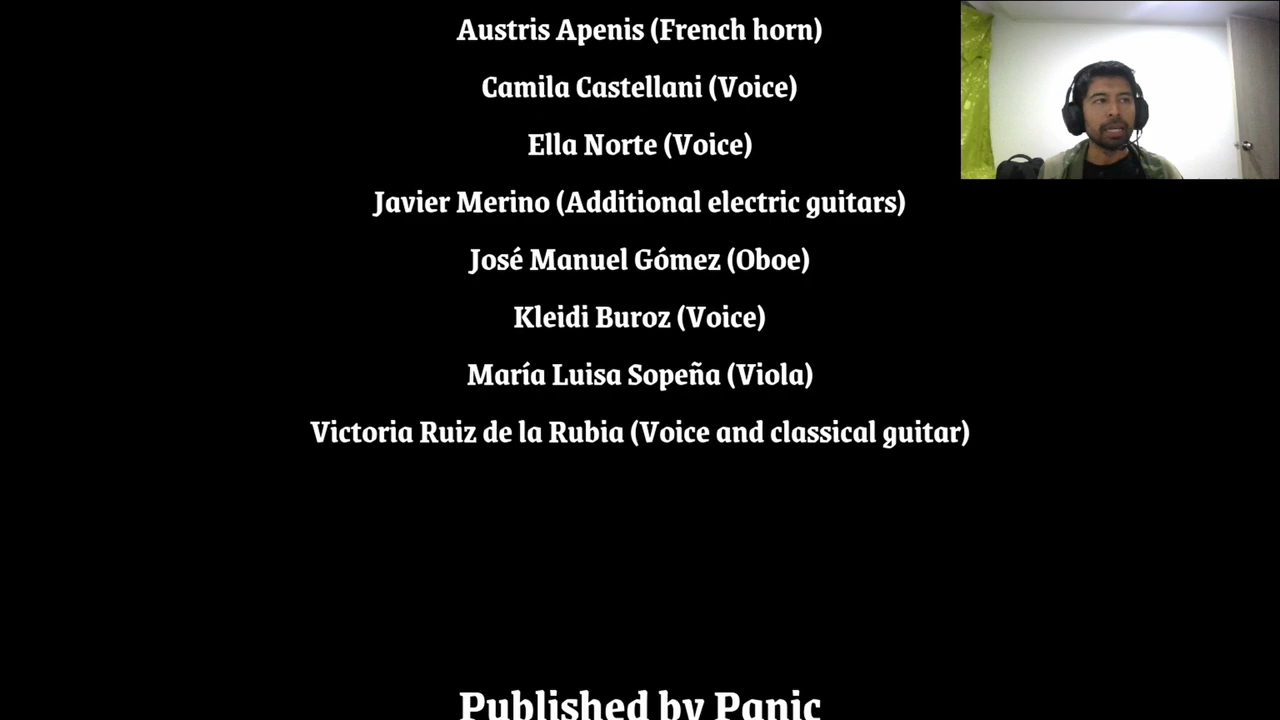 Austris Apenis (French horn)
Camila Castellani (Voice)
Ella Norte (Voice)
Javier Merino (Additional electric guitars)
José Manuel Gómez (Oboe)
Kleidi Buroz (Voice)
María Luisa Sopeña (Viola)
Victoria Ruiz de la Rubia (Voice and classical guitar)
Published by Panic